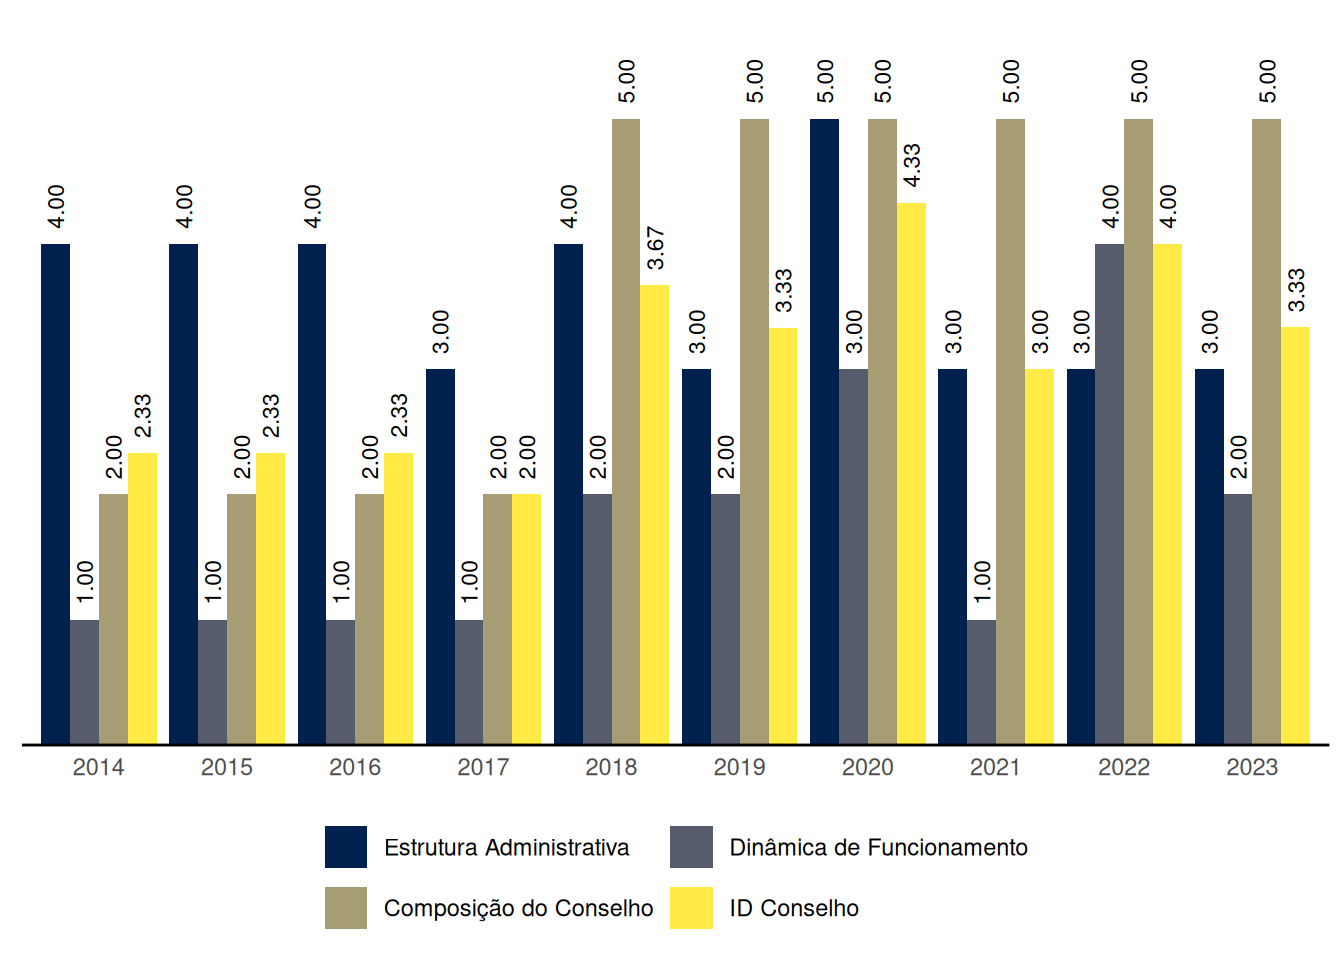 4.00 1.00 2.00 2.33
4.00 1.00 2.00 2.33
4.00 1.00 2.00 2.33
3.00 1.00 2.00 2.00
4.00 2.00 5.00 3.67
3.00 2.00 5.00 3.33
5.00 3.00 5.00 4.33
3.00 1.00 5.00 3.00
3.00 4.00 5.00 4.00
3.00 2.00 5.00 3.33
2014 2015 2016 2017 2018 2019 2020 2021 2022 2023
Estrutura Administrativa Dinâmica de Funcionamento
Composição do Conselho ID Conselho